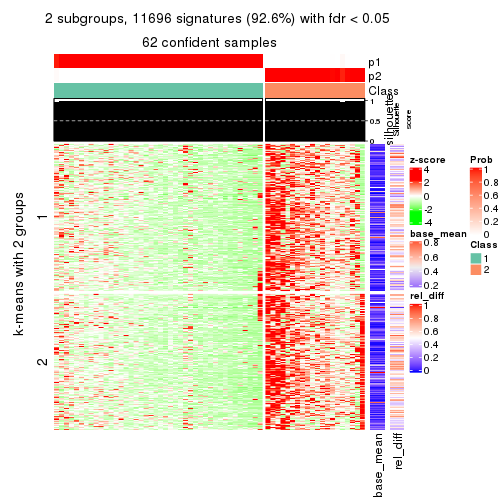 2 subgroups, 11696 signatures (92.6%) with fdr < 0.05
62 confident samples
p1
p2
Class
1
0.5
0
silhouette
Silhouette
score
k-means with 2 groups
1
2
base_mean
rel_diff
z-score
4
2
0
-2
-4
base_mean
0.8
0.6
0.4
0.2
rel_diff
1
0.8
0.6
0.4
0.2
0
Prob
1
0.8
0.6
0.4
0.2
0
Class
1
2